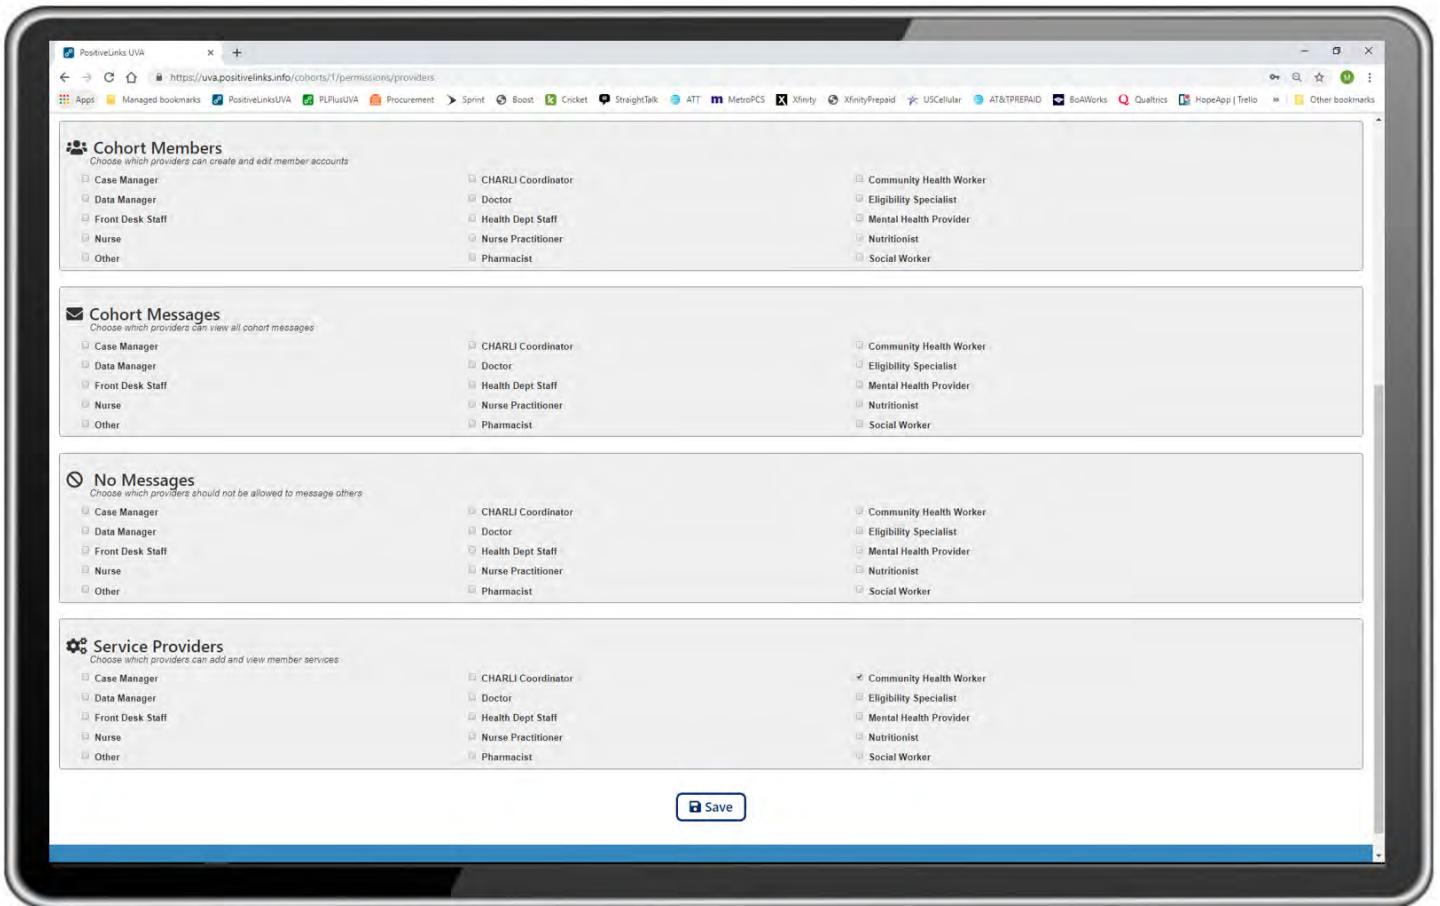 PositiveLinks UVA
https://uva.positivelinks.info/cohorts/1/permissions/providers
M
Apps Managed bookmarks PositiveLinksUVA PLPlusUVA Procurement Sprint Boost Cricket StraightTalk ATT MetroPCS Xfinity XfinityPrepaid USCellular AT&TPREPAID BoAWorks Qualtrics HopeApp | Trello » Other bookmarks
Cohort Members
Choose which providers can create and edit member accounts
Case Manager CHARLI Coordinator Community Health Worker
Data Manager Doctor Eligibility Specialist
Front Desk Staff Health Dept Staff Mental Health Provider
Nurse Nurse Practitioner Nutritionist
Other Pharmacist Social Worker
Cohort Messages
Choose which providers can view all cohort messages
Case Manager CHARLI Coordinator Community Health Worker
Data Manager Doctor Eligibility Specialist
Front Desk Staff Health Dept Staff Mental Health Provider
Nurse Nurse Practitioner Nutritionist
Other Pharmacist Social Worker
No Messages
Choose which providers should not be allowed to message others
Case Manager CHARLI Coordinator Community Health Worker
Data Manager Doctor Eligibility Specialist
Front Desk Staff Health Dept Staff Mental Health Provider
Nurse Nurse Practitioner Nutritionist
Other Pharmacist Social Worker
Service Providers
Choose which providers can add and view member services
Case Manager CHARLI Coordinator Community Health Worker
Data Manager Doctor Eligibility Specialist
Front Desk Staff Health Dept Staff Mental Health Provider
Nurse Nurse Practitioner Nutritionist
Other Pharmacist Social Worker
Save